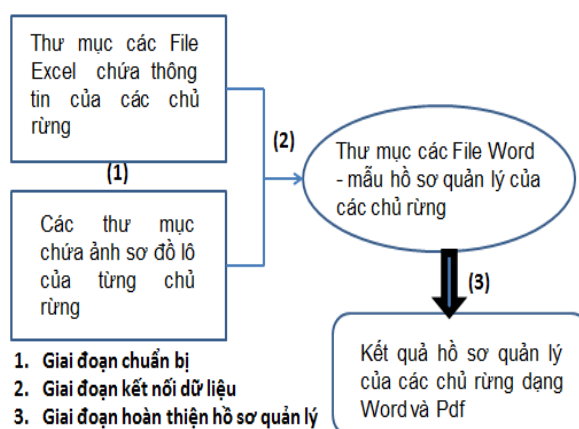 Thư mục các File
Excel chứa thông
tin của các chủ
rừng
(1)
Các thư mục
chứa ảnh sơ đồ lô
của từng chủ
rừng
(2)
Thư mục các File Word
- mẫu hồ sơ quản lý của
các chủ rừng
(3)
Kết quả hồ sơ quản lý
của các chủ rừng dạng
Word và Pdf
1. Giai đoạn chuẩn bị
2. Giai đoạn kết nối dữ liệu
3. Giai đoạn hoàn thiện hồ sơ quản lý